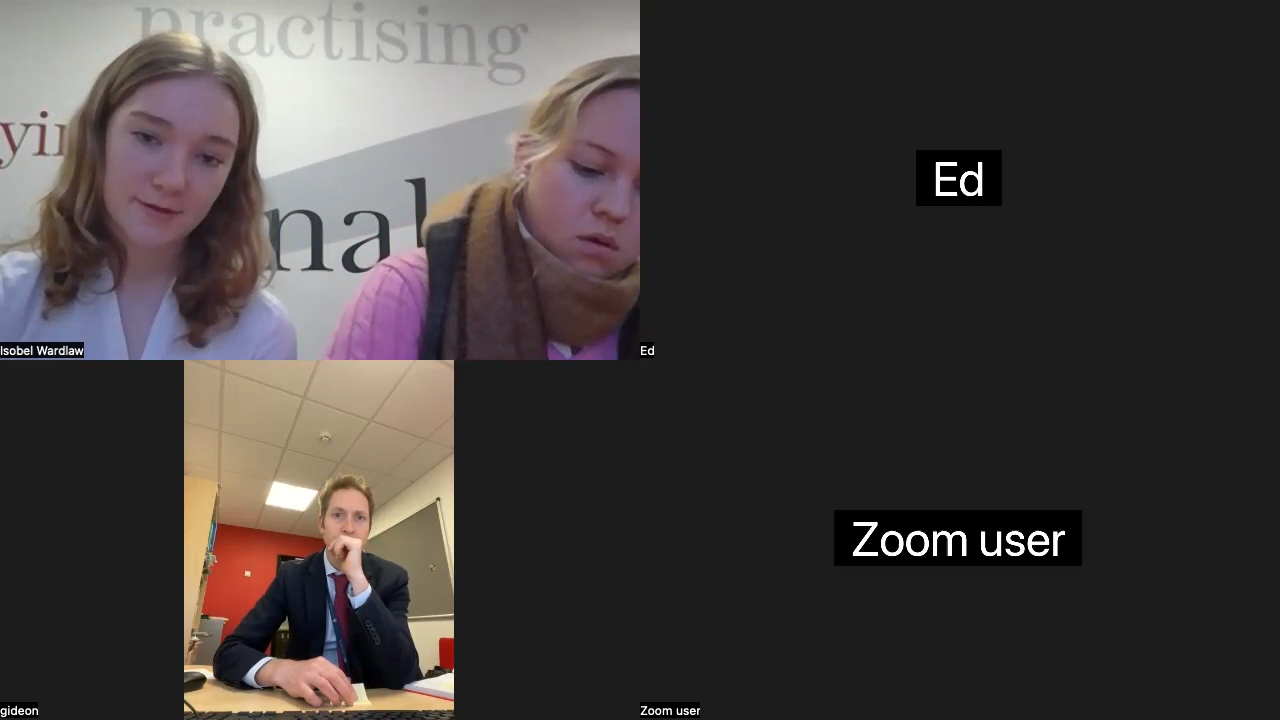 practising
yin
nal
Isobel Wardlaw
Ed
Ed
gideon
Zoom user
Zoom user